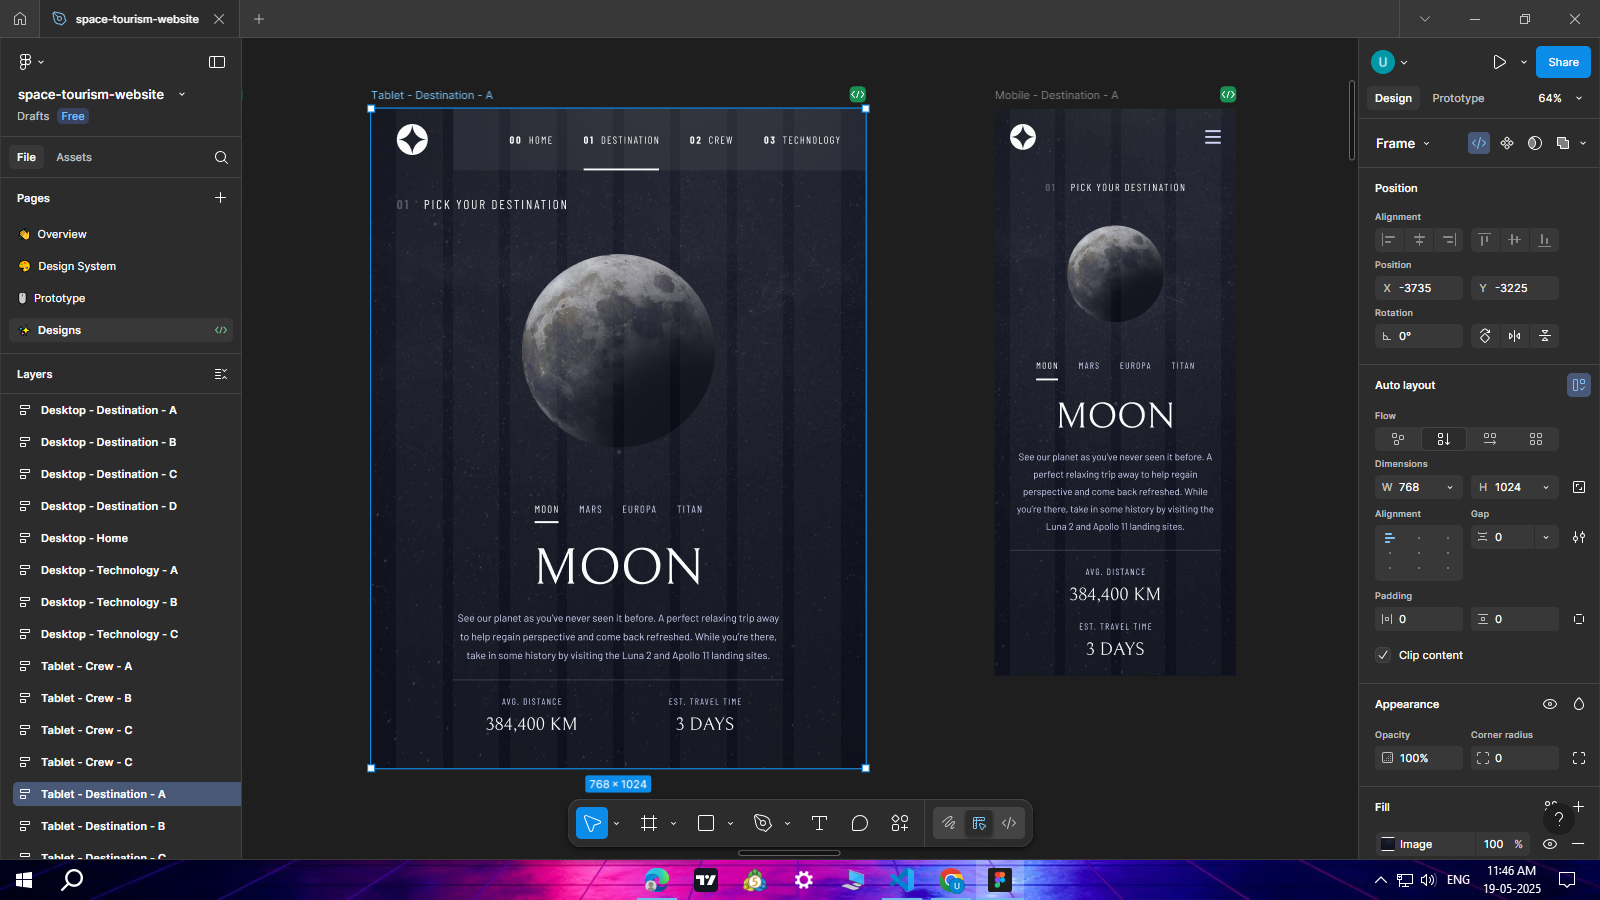 space-tourism-website
space-tourism-website
Drafts
Free
File
Assets
Pages
Overview
Design System
Prototype
Designs
Layers
Desktop - Destination - A
Desktop - Destination - B
Desktop - Destination - C
Desktop - Destination - D
Desktop - Home
Desktop - Technology - A
Desktop - Technology - B
Desktop - Technology - C
Tablet - Crew - A
Tablet - Crew - B
Tablet - Crew - C
Tablet - Crew - C
Tablet - Destination - A
Tablet - Destination - B
Tablet - Destination - C
Tablet - Destination - A
00 HOME
01 DESTINATION
02 CREW
03 TECHNOLOGY
01 PICK YOUR DESTINATION
MOON
MARS
EUROPA
TITAN
MOON
See our planet as you've never seen it before. A perfect relaxing trip away
to help regain perspective and come back refreshed. While you're there,
take in some history by visiting the Luna 2 and Apollo 11 landing sites.
AVG. DISTANCE
384,400 KM
EST. TRAVEL TIME
3 DAYS
768 × 1024
Mobile - Destination - A
01 PICK YOUR DESTINATION
MOON
MARS
EUROPA
TITAN
MOON
See our planet as you've never seen it before. A
perfect relaxing trip away to help regain
perspective and come back refreshed. While
you're there, take in some history by visiting the
Luna 2 and Apollo 11 landing sites.
AVG. DISTANCE
384,400 KM
EST. TRAVEL TIME
3 DAYS
U
Share
Design
Prototype
64%
Frame
Position
Alignment
Position
X -3735
Y -3225
Rotation
0°
Auto layout
Flow
Dimensions
W 768
H 1024
Alignment
Gap
0
Padding
0
0
Clip content
Appearance
Opacity
Corner radius
100%
0
Fill
?
Image
100 %
U
ENG
11:46 AM
19-05-2025